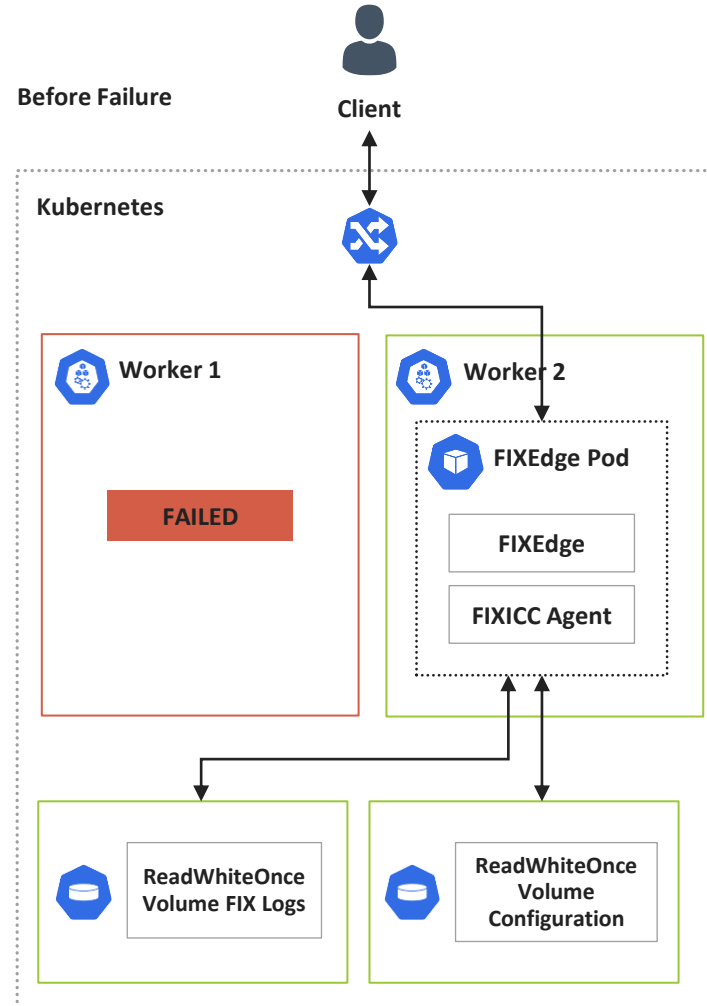 Before Failure
Client
Kubernetes
Worker 1
FAILED
Worker 2
FIXEdge Pod
FIXEdge
FIXICC Agent
ReadWhiteOnce
Volume FIX Logs
ReadWhiteOnce
Volume
Configuration